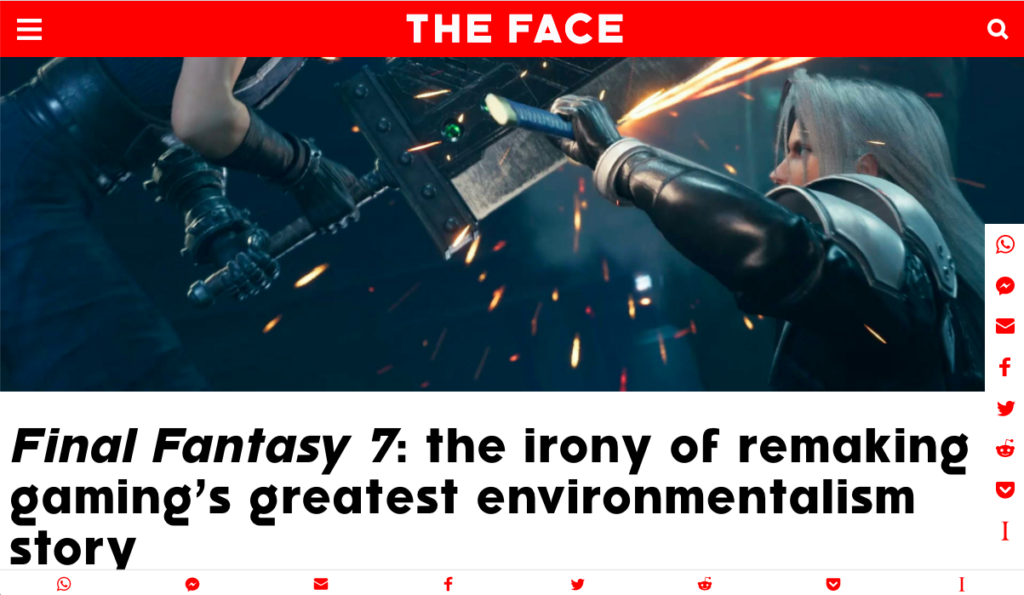 THE FACE
Final Fantasy 7: the irony of remaking
gaming’s greatest environmentalism
story